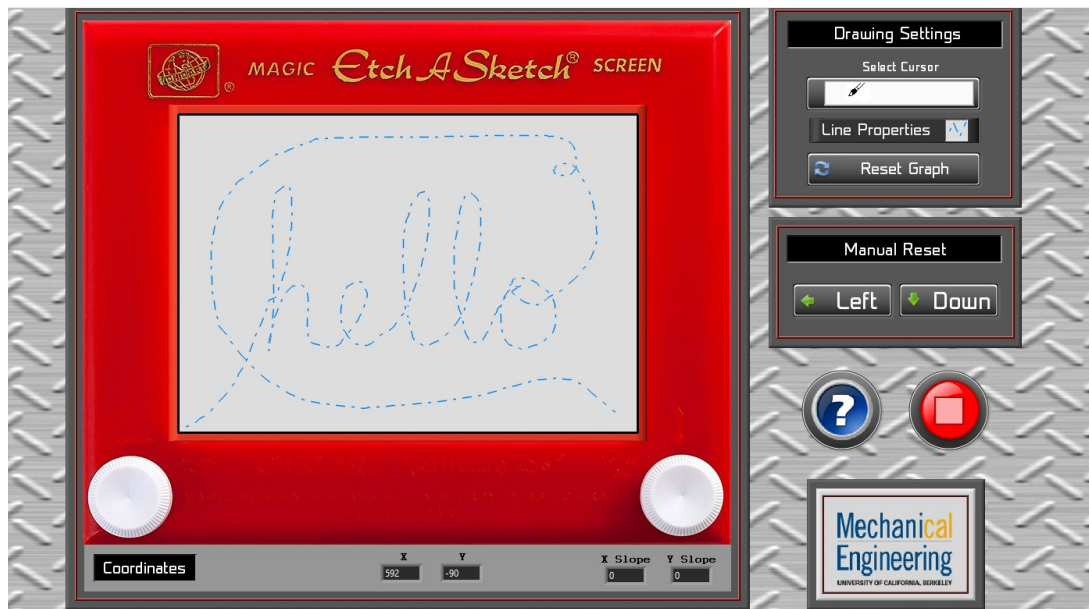 MAGIC Etch A Sketch® SCREEN
®
hello
Coordinates
X Y
592 -90
X Slope Y Slope
0 0
Drawing Settings
Select Cursor
Line Properties
Reset Graph
Manual Reset
Left Down
?
Mechanical
Engineering
UNIVERSITY OF CALIFORNIA, BERKELEY